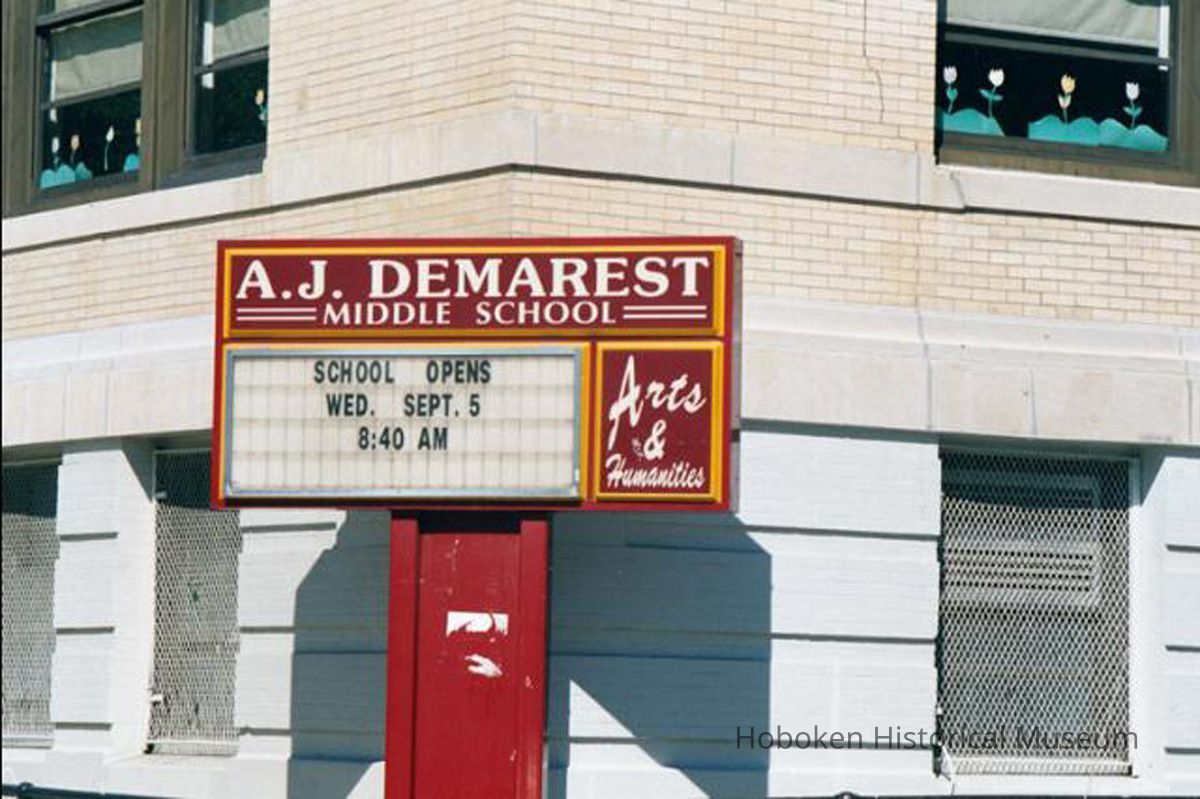 A.J. DEMAREST
MIDDLE SCHOOL
SCHOOL OPENS
WED. SEPT. 5
8:40 AM
Arts
&
Humanities
Hoboken Historical Museum